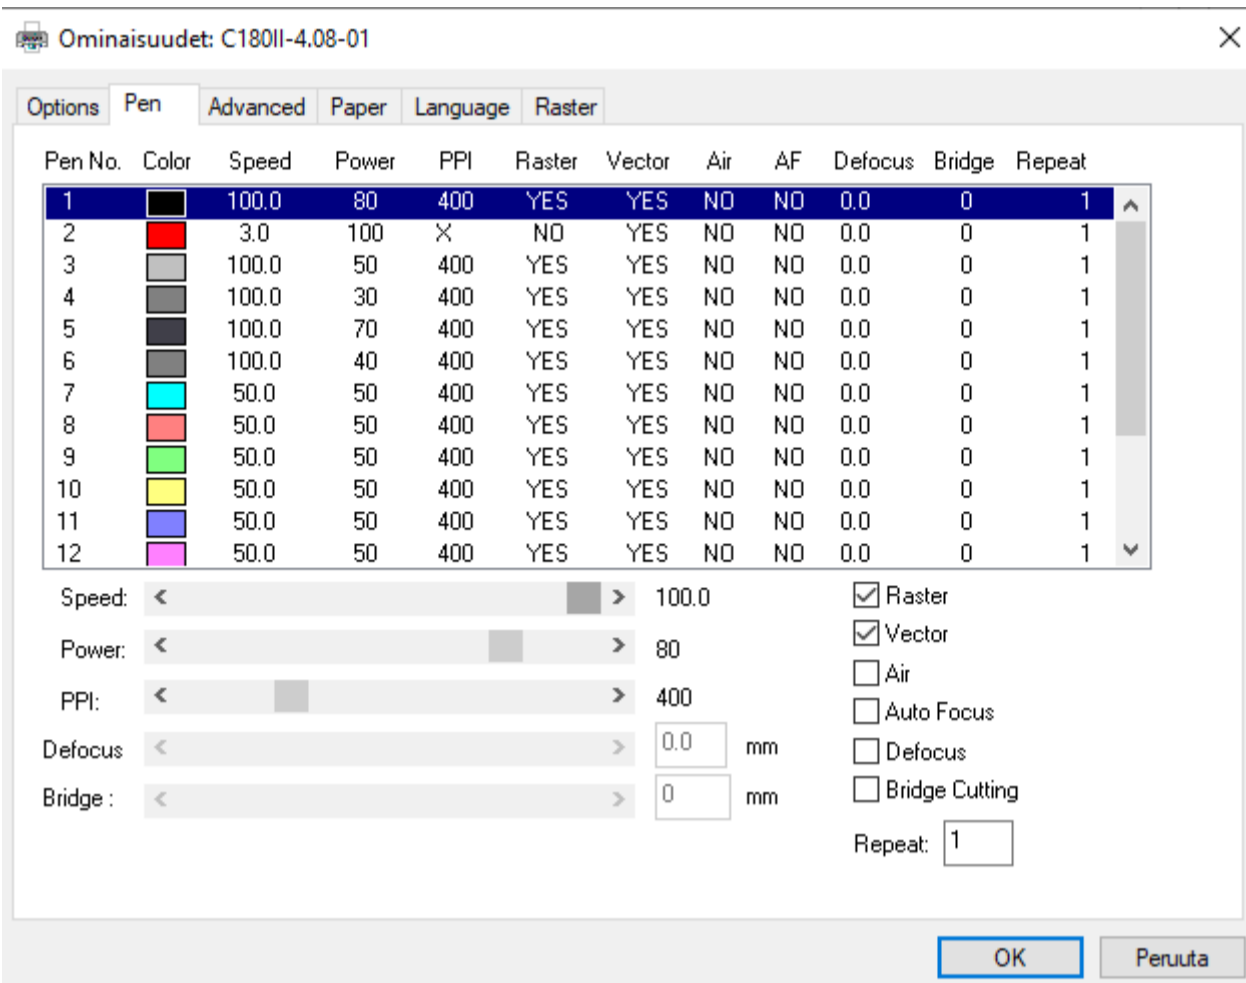 Ominaisuudet: C180II-4.08-01
Options Pen Advanced Paper Language Raster
Pen No. Color Speed Power PPI Raster Vector Air AF Defocus Bridge Repeat
1 100.0 80 400 YES YES NO NO 0.0 0 1
2 3.0 100 X NO YES NO NO 0.0 0 1
3 100.0 50 400 YES YES NO NO 0.0 0 1
4 100.0 30 400 YES YES NO NO 0.0 0 1
5 100.0 70 400 YES YES NO NO 0.0 0 1
6 100.0 40 400 YES YES NO NO 0.0 0 1
7 50.0 50 400 YES YES NO NO 0.0 0 1
8 50.0 50 400 YES YES NO NO 0.0 0 1
9 50.0 50 400 YES YES NO NO 0.0 0 1
10 50.0 50 400 YES YES NO NO 0.0 0 1
11 50.0 50 400 YES YES NO NO 0.0 0 1
12 50.0 50 400 YES YES NO NO 0.0 0 1
Speed: 100.0 Raster
Power: 80 Vector
Air
PPI: 400 Auto Focus
Defocus 0.0 mm Defocus
Bridge : 0 mm Bridge Cutting
Repeat: 1
OK Peruuta